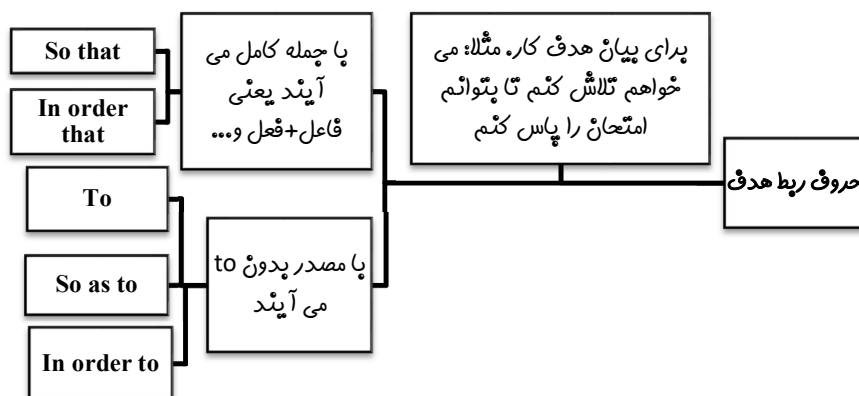 حروف ربط هدف
برای بیان هدف کار. مثلا: می
خواهم تلاش کنم تا بتوانم
امتحان را پاس کنم
با جمله کامل می
آیند یعنی
فاعل+فعل و...
So that
In order
that
با مصدر بدون to
می آیند
To
So as to
In order to